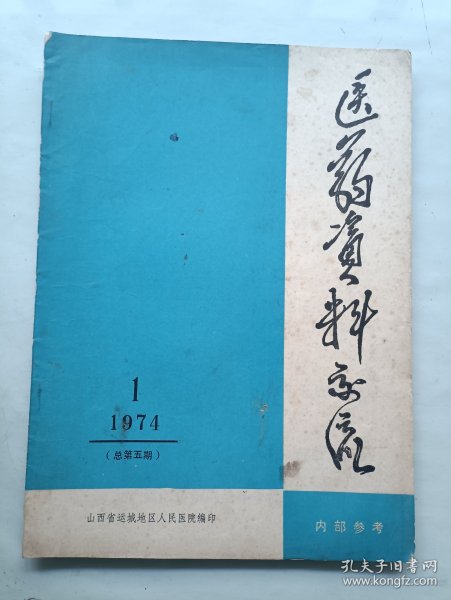 医药資料交流
1
1974
（总第五期）
山西省运城地区人民医院编印
内部参考
孔夫子旧书网
www.kongfz.com